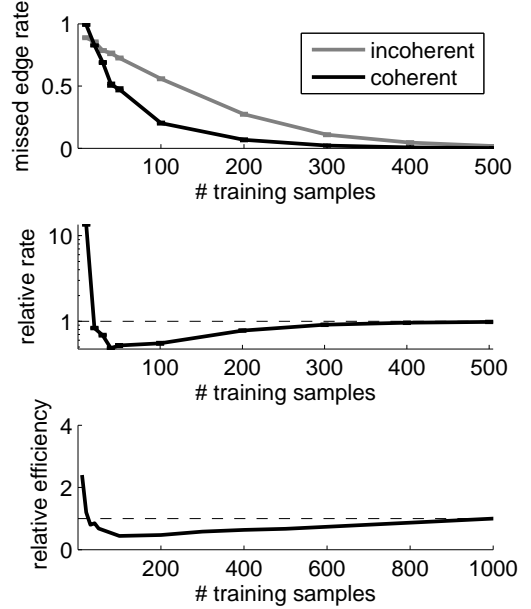 missed edge rate
1
0.5
0
incoherent
coherent
100 200 300 400 500
# training samples
relative rate
10
1
100 200 300 400 500
# training samples
relative efficiency
4
2
0
200 400 600 800 1000
# training samples